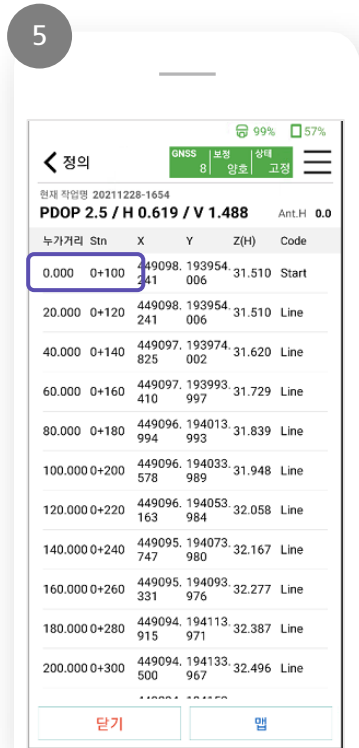 5
99% 57%
정의
GNSS 보정 상태
8 양호 고정
현재 작업명 20211228-1654
PDOP 2.5 / H 0.619 / V 1.488 Ant.H 0.0
누가거리 Stn X Y Z(H) Code
0.000 0+100 449098.241 193954.006 31.510 Start
20.000 0+120 449098.241 193954.006 31.510 Line
40.000 0+140 449097.825 193974.002 31.620 Line
60.000 0+160 449097.410 193993.997 31.729 Line
80.000 0+180 449096.994 194013.993 31.839 Line
100.000 0+200 449096.578 194033.989 31.948 Line
120.000 0+220 449096.163 194053.984 32.058 Line
140.000 0+240 449095.747 194073.980 32.167 Line
160.000 0+260 449095.331 194093.976 32.277 Line
180.000 0+280 449094.915 194113.971 32.387 Line
200.000 0+300 449094.500 194133.967 32.496 Line
닫기 맵